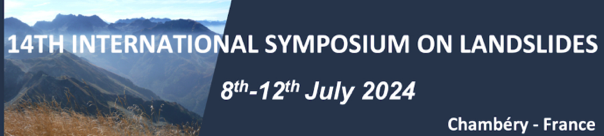 14TH INTERNATIONAL SYMPOSIUM ON LANDSLIDES
8th-12th July 2024
Chambéry - France